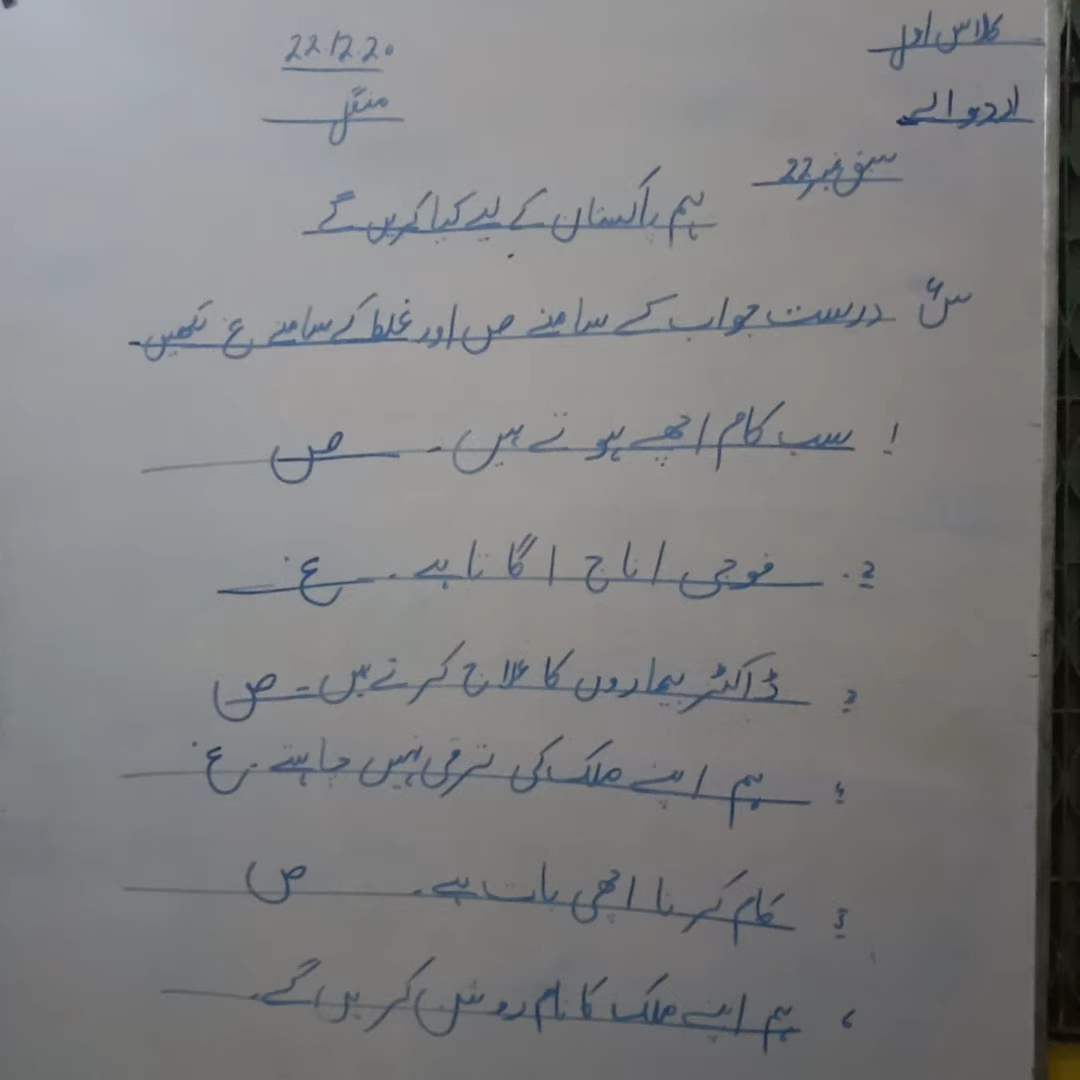 کلاس اول
22.12.20
اردو اے
منگل
سبق نمبر 22
ہم پاکستان کے لیے کیا کریں گے
س۴ درست جواب کے سامنے ص اور غلط کے سامنے غ لکھیں۔
1 سب کام اچھے ہوتے ہیں۔ ص
2. فوجی اناج اگاتا ہے۔ غ
3 ڈاکٹر بیماروں کا علاج کرتے ہیں۔ ص
4 ہم اپنے ملک کی ترقی نہیں چاہتے۔ غ
5 کام کرنا اچھی بات ہے۔ ص
6 ہم اپنے ملک کا نام روشن کریں گے۔